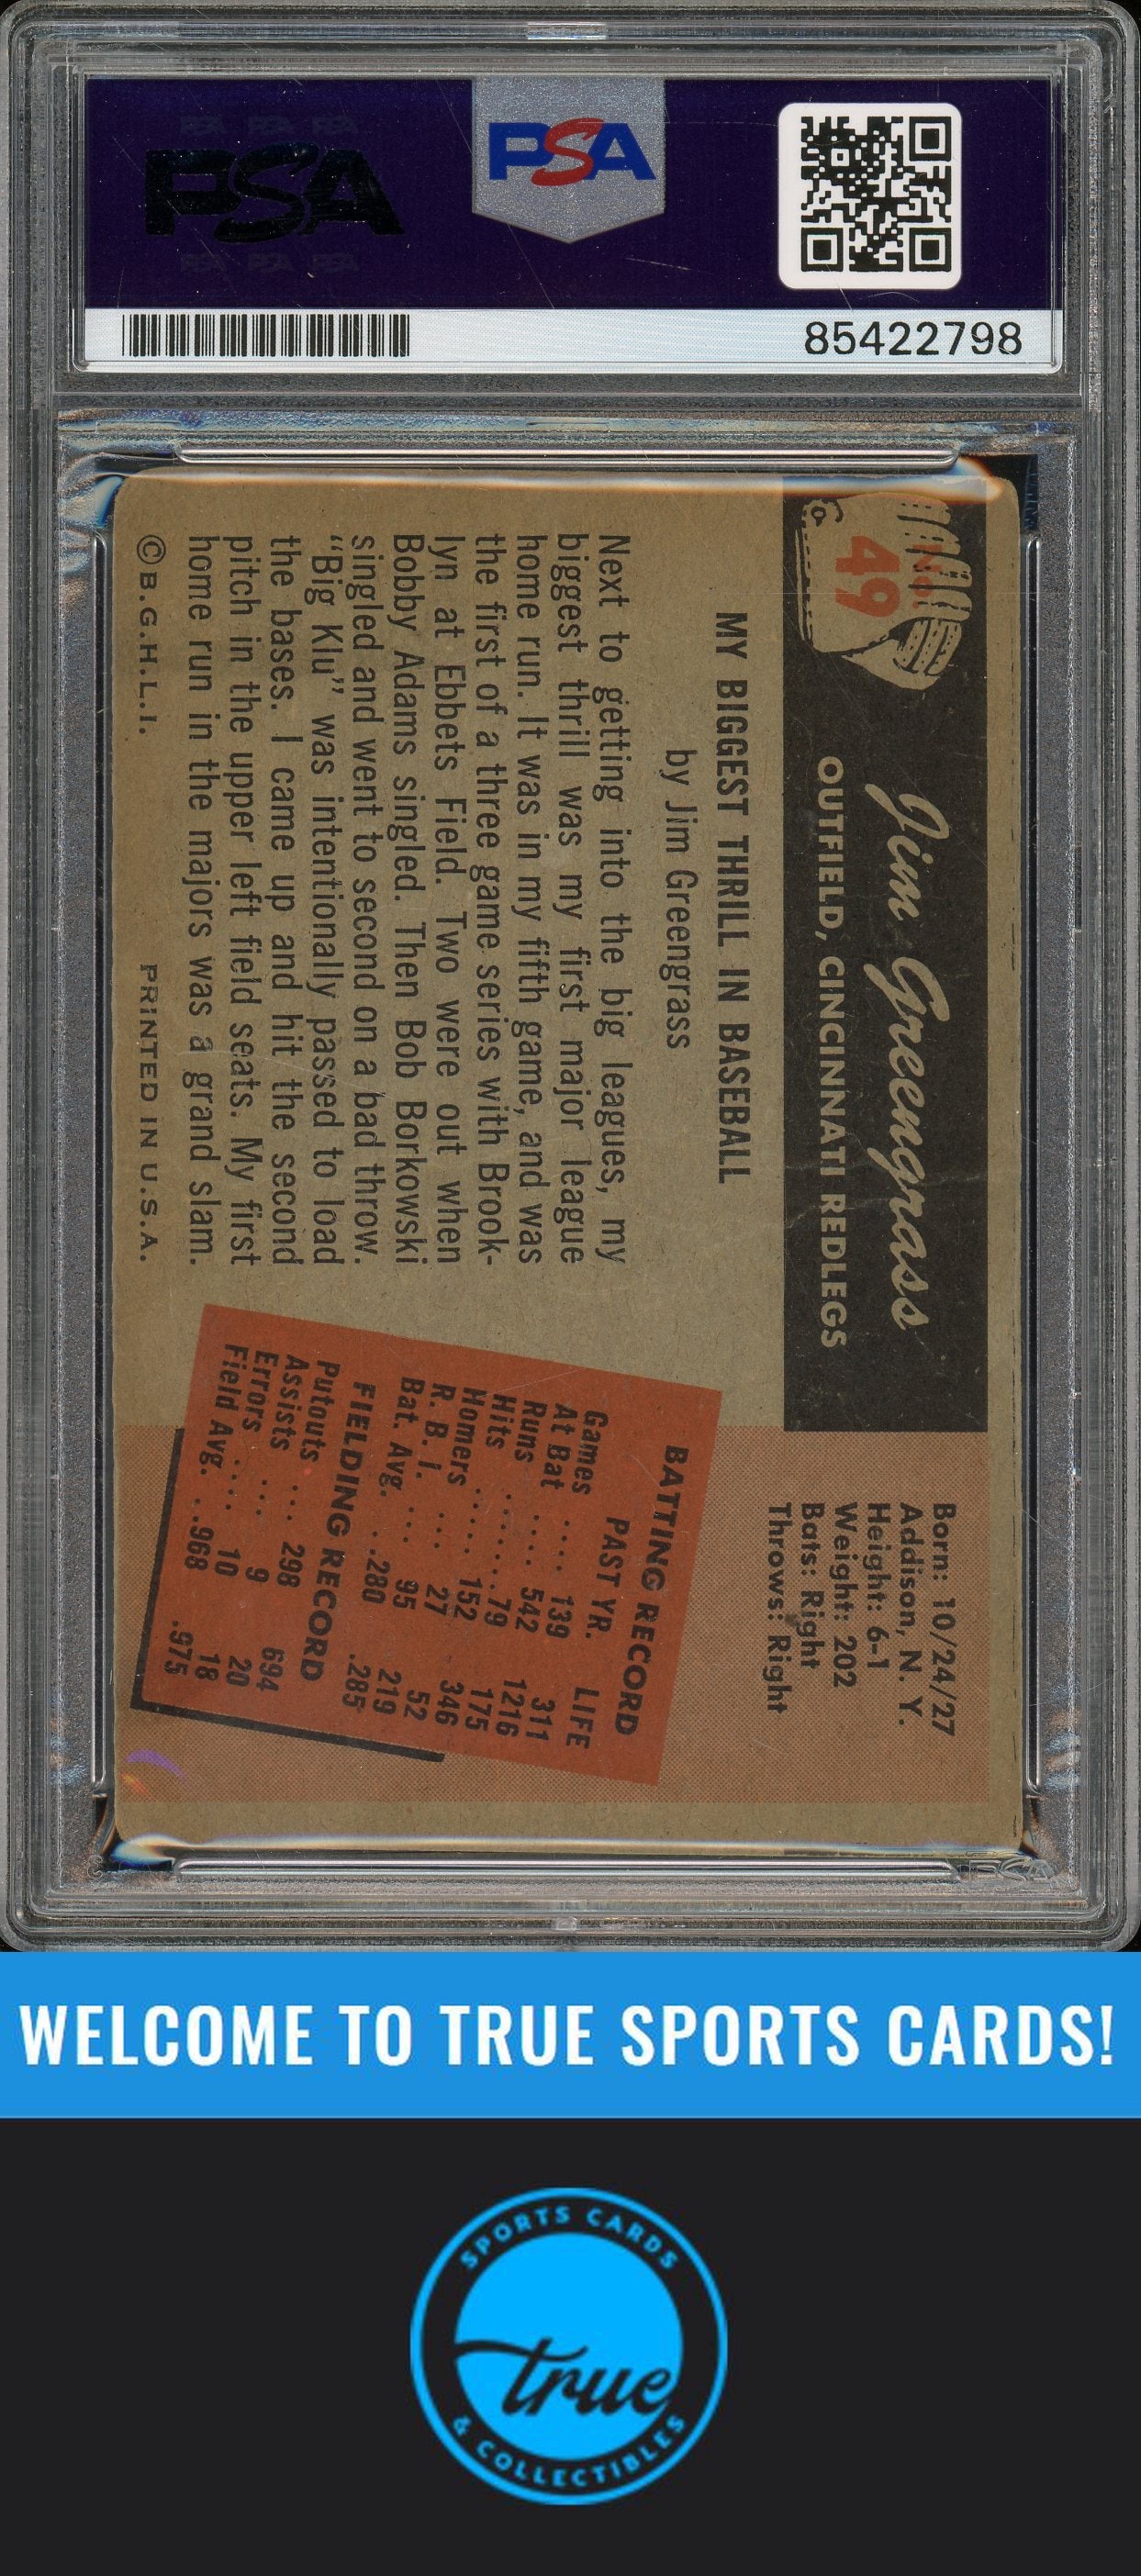 PSA PSA PSA
PSA
PSA PSA PSA
PSA
85422798
No. 49
Jim Greengrass
OUTFIELD, CINCINNATI REDLEGS
Born: 10/24/27
Addison, N. Y.
Height: 6-1
Weight: 202
Bats: Right
Throws: Right
MY BIGGEST THRILL IN BASEBALL
by Jim Greengrass
Next to getting into the big leagues, my
biggest thrill was my first major league
home run. It was in my fifth game, and was
the first of a three game series with Brook-
lyn at Ebbets Field. Two were out when
Bobby Adams singled. Then Bob Borkowski
singled and went to second on a bad throw.
“Big Klu” was intentionally passed to load
the bases. I came up and hit the second
pitch in the upper left field seats. My first
home run in the majors was a grand slam.
© B.G.H.L.I. PRINTED IN U.S.A.
BATTING RECORD
PAST YR. LIFE
Games .... 139 311
At Bat .... 542 1216
Runs ....... 79 175
Hits ...... 152 346
Homers ... 27 52
R. B. I. ... 95 219
Bat. Avg. . .280 .285
FIELDING RECORD
Putouts ... 298 694
Assists ... 9 20
Errors .... 10 18
Field Avg. . .968 .975
PSA
WELCOME TO TRUE SPORTS CARDS!
SPORTS CARDS
true
& COLLECTIBLES